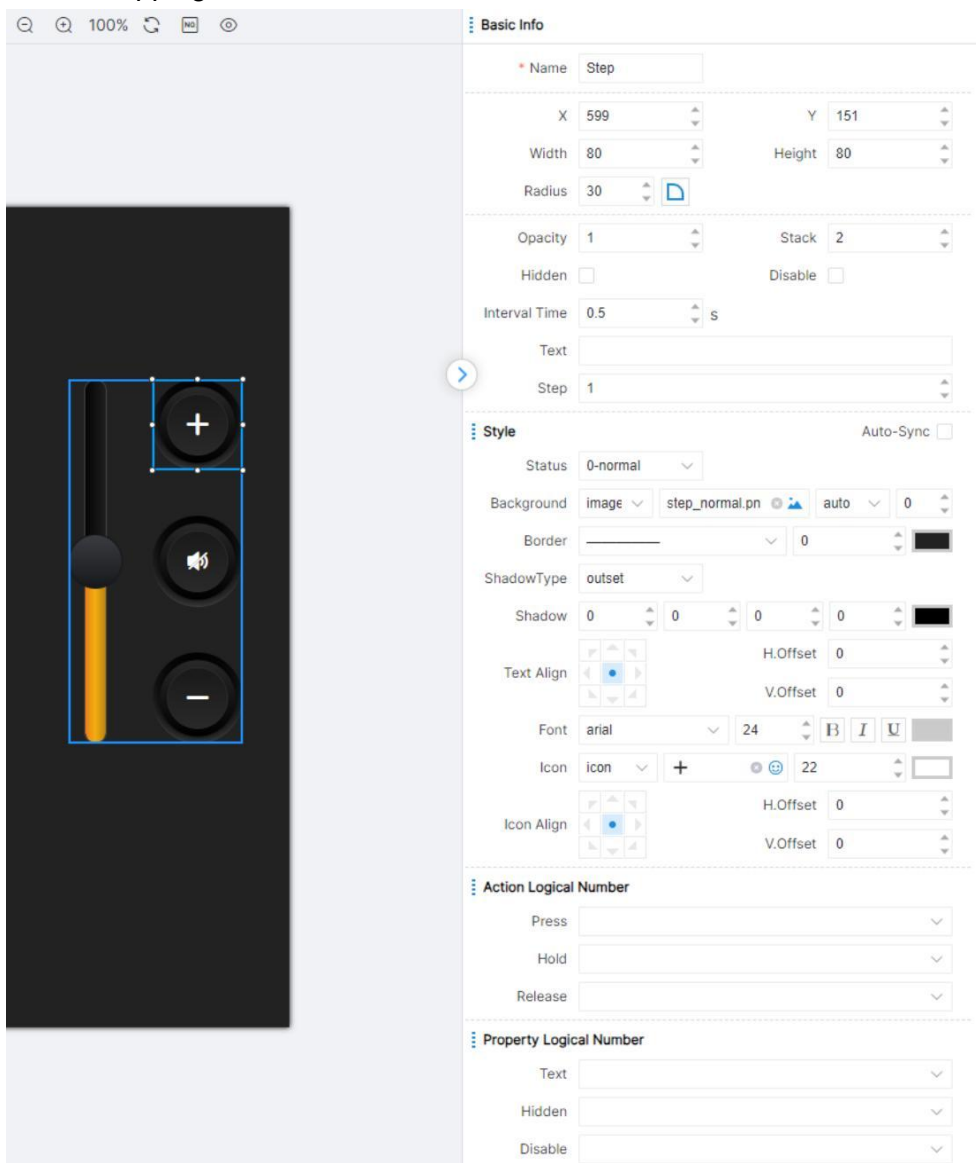 100% NO
Basic Info
* Name Step
X 599 Y 151
Width 80 Height 80
Radius 30
Opacity 1 Stack 2
Hidden Disable
Interval Time 0.5 s
Text
Step 1
Style Auto-Sync
Status 0-normal
Background image step_normal.pn auto 0
Border 0
ShadowType outset
Shadow 0 0 0 0
Text Align H.Offset 0
V.Offset 0
Font arial 24 B I U
Icon icon + 22
Icon Align H.Offset 0
V.Offset 0
Action Logical Number
Press
Hold
Release
Property Logical Number
Text
Hidden
Disable